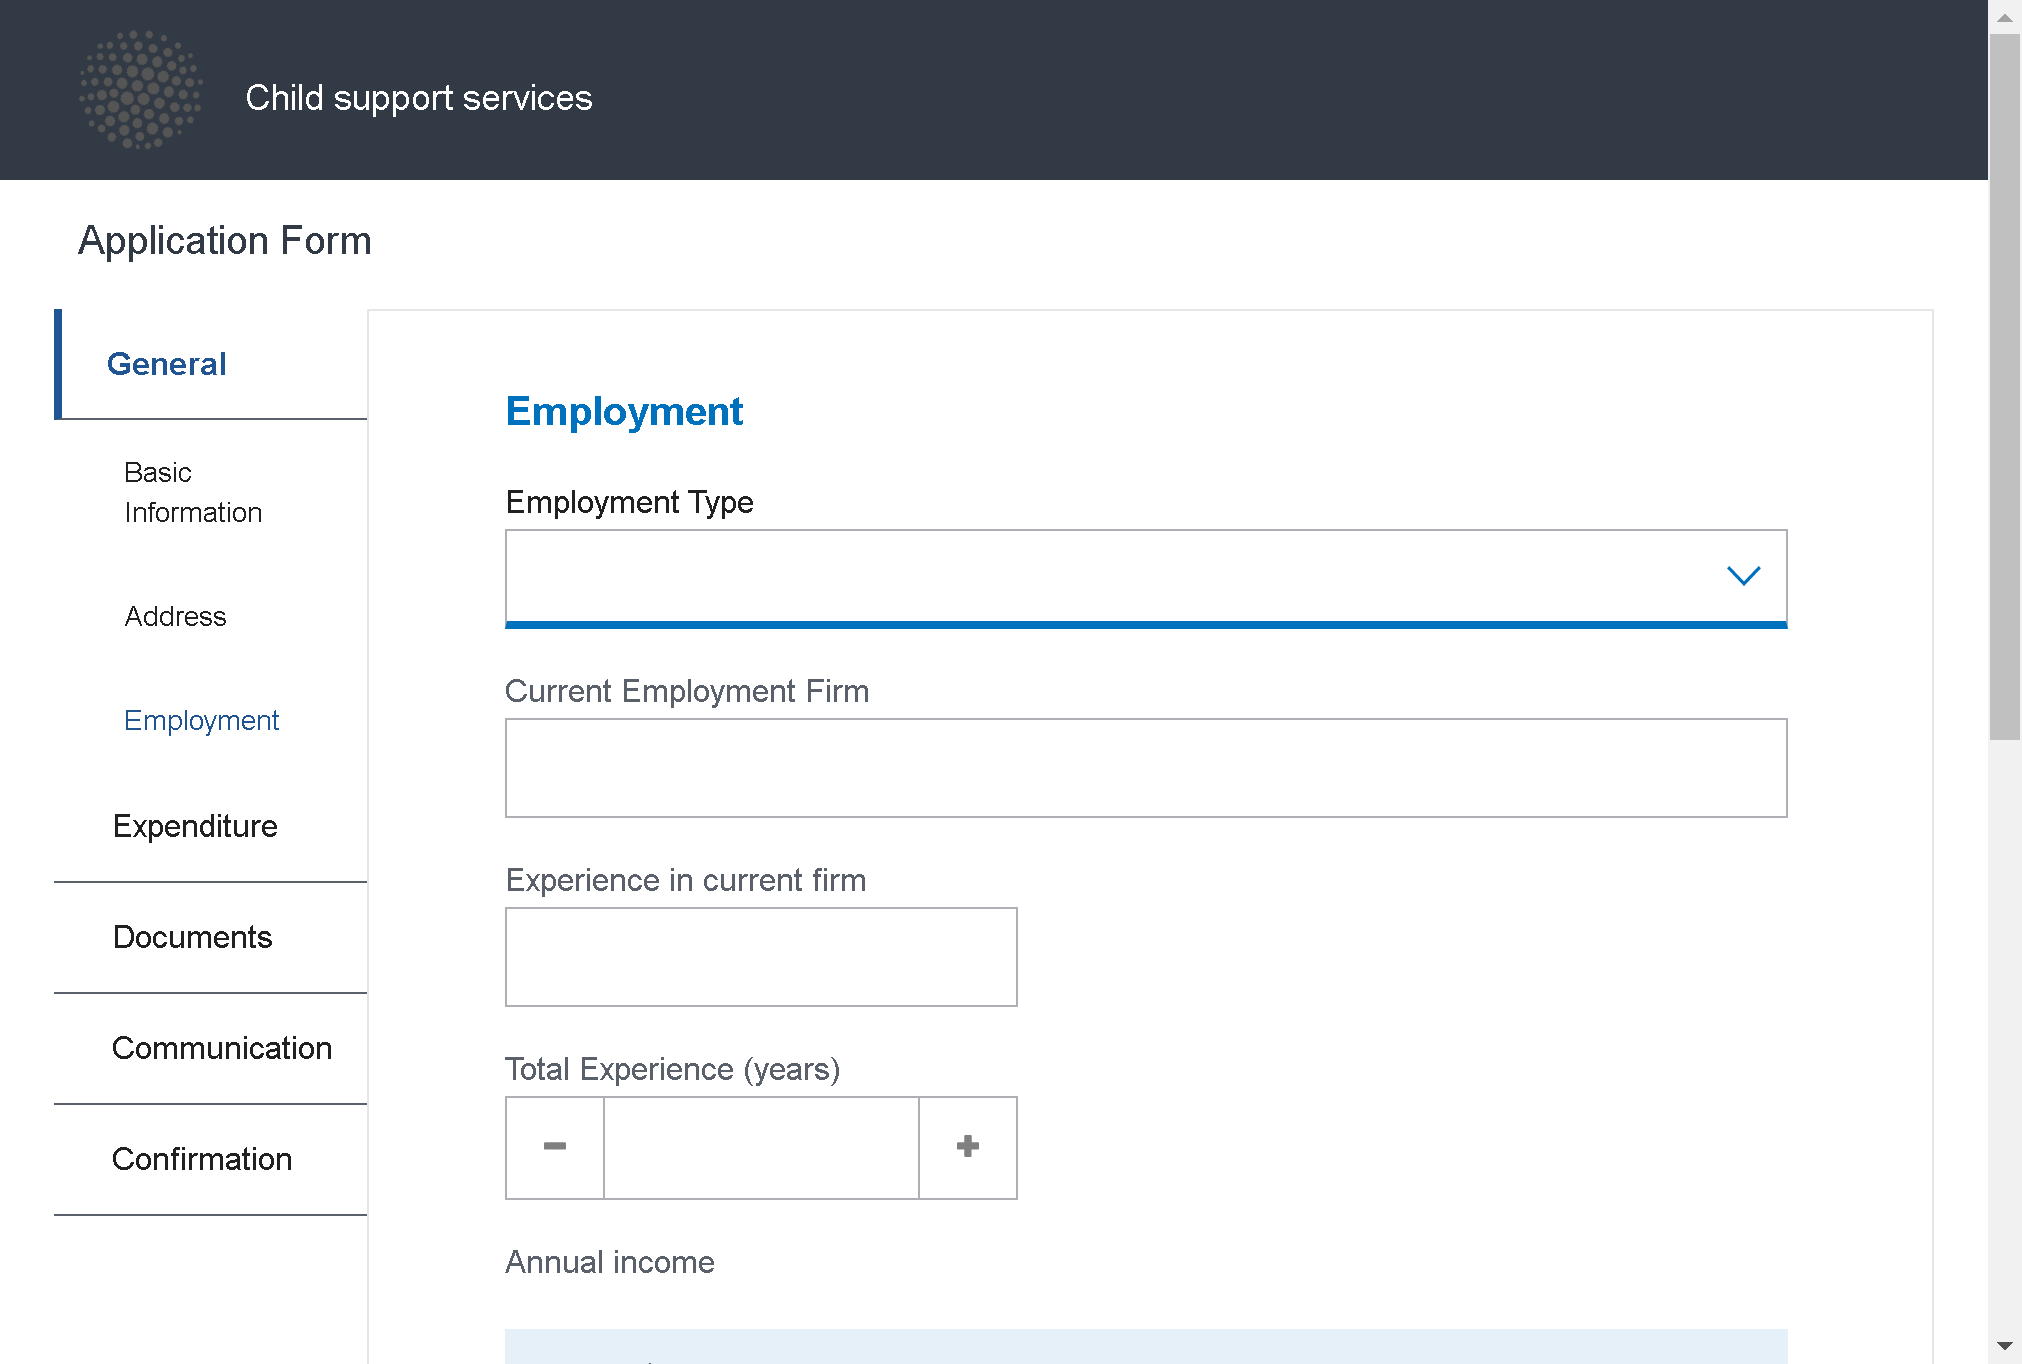 Child support services
Application Form
General
Basic
Information
Address
Employment
Expenditure
Documents
Communication
Confirmation
Employment
Employment Type
Current Employment Firm
Experience in current firm
Total Experience (years)
Annual income